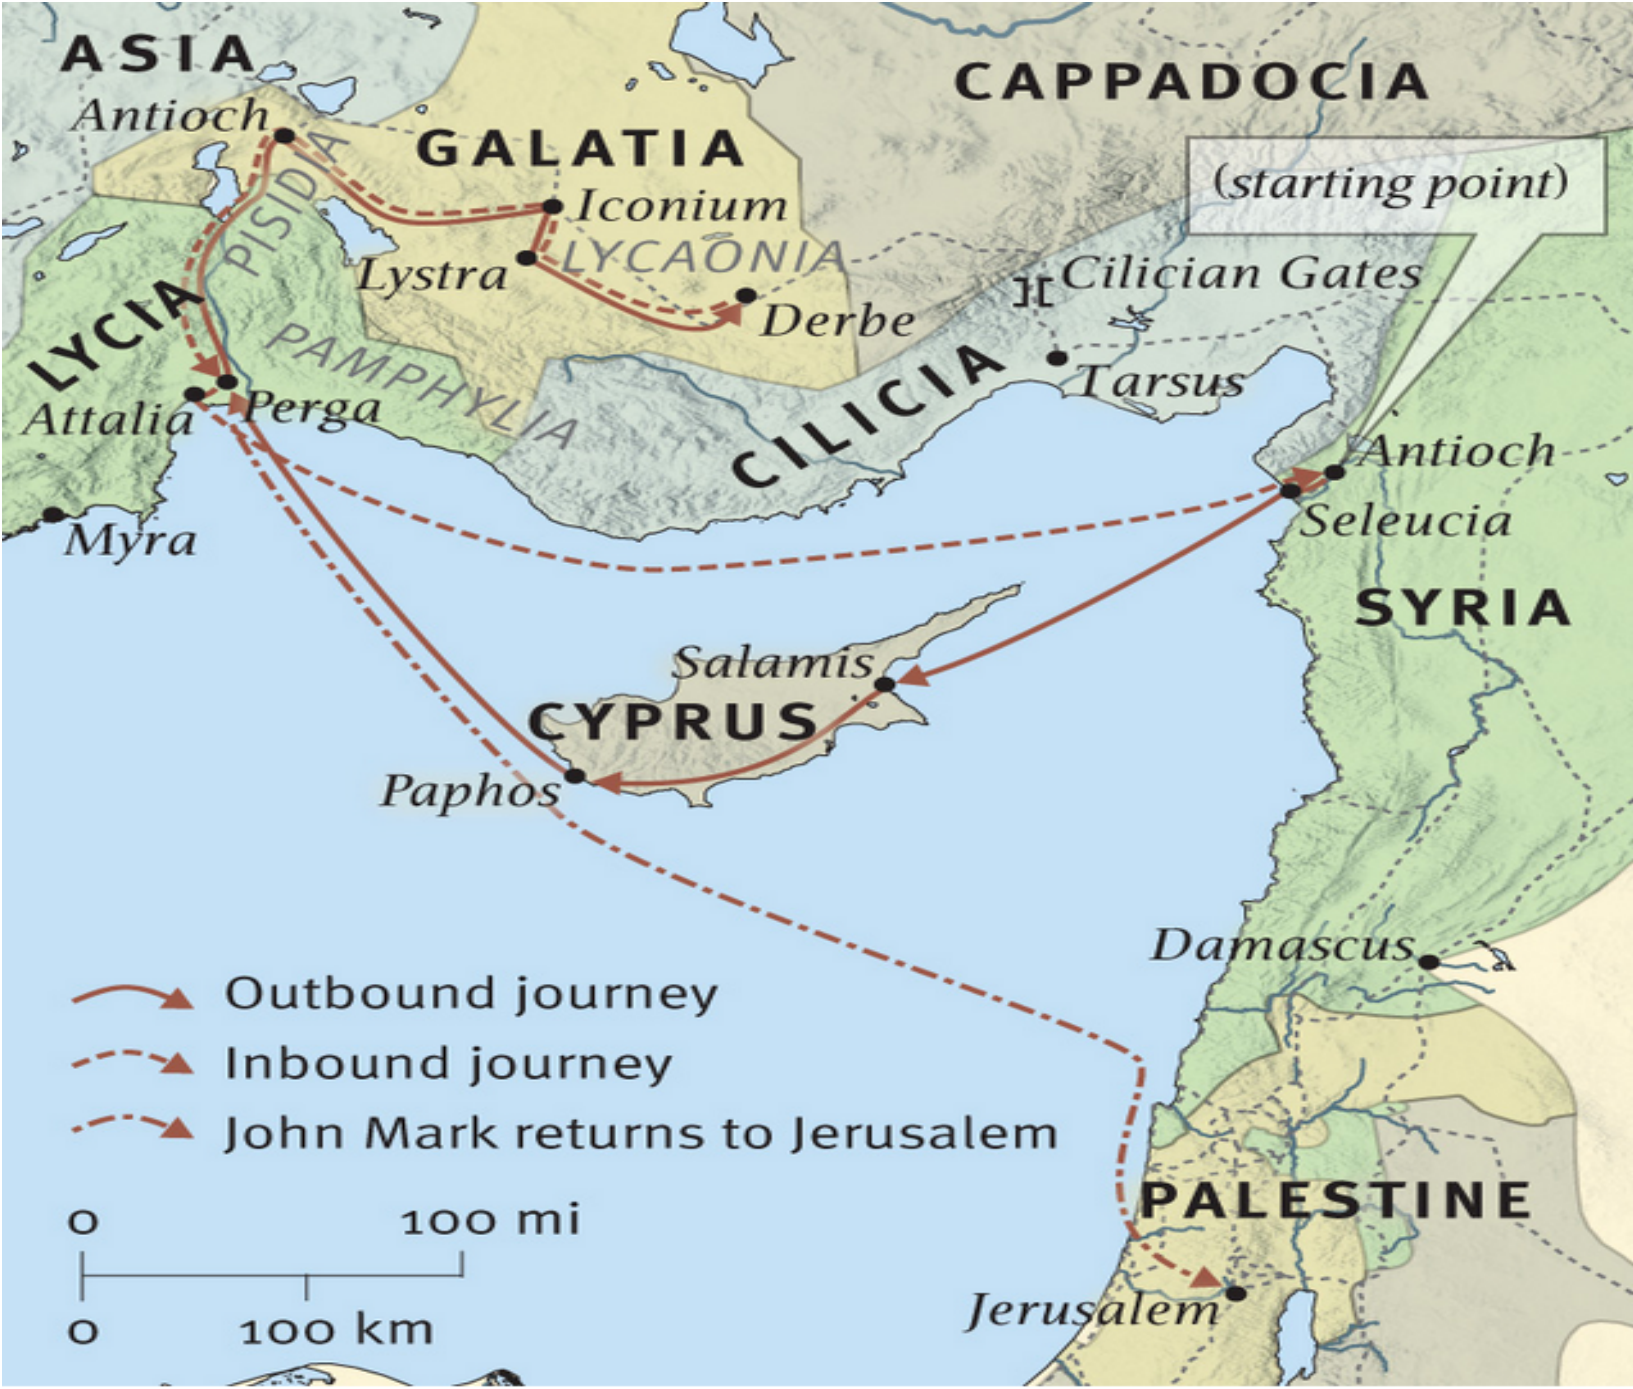 ASIA
CAPPADOCIA
Antioch
GALATIA
PISIDIA
(starting point)
Iconium
LYCAONIA
Lystra
Cilician Gates
Derbe
LYCIA
PAMPHYLIA
CILICIA
Tarsus
Attalia
Perga
Antioch
Seleucia
Myra
SYRIA
Salamis
CYPRUS
Paphos
Damascus
Outbound journey
Inbound journey
John Mark returns to Jerusalem
PALESTINE
0 100 mi
0 100 km
Jerusalem